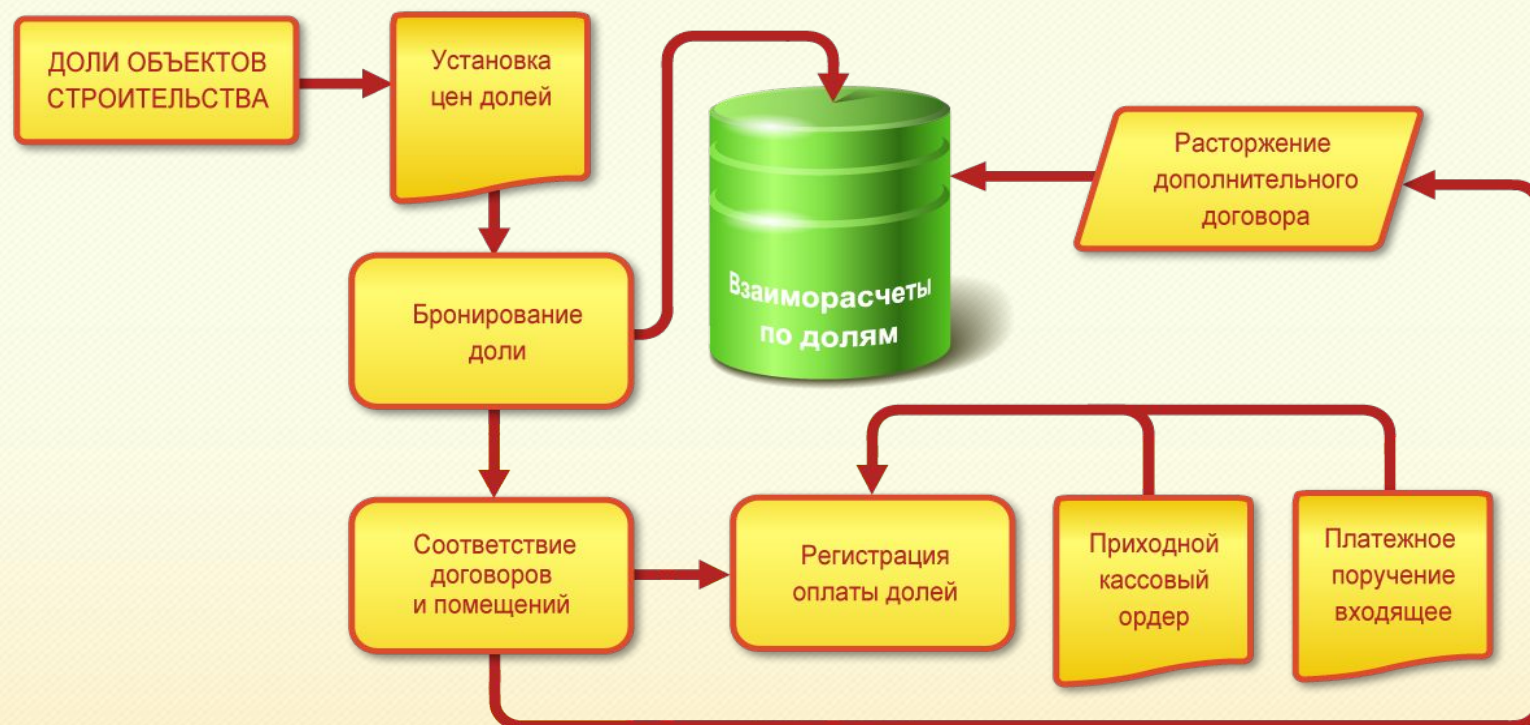 ДОЛИ ОБЪЕКТОВ
СТРОИТЕЛЬСТВА
Установка
цен долей
Взаиморасчеты
по долям
Расторжение
дополнительного
договора
Бронирование
доли
Соответствие
договоров
и помещений
Регистрация
оплаты долей
Приходной
кассовый
ордер
Платежное
поручение
входящее